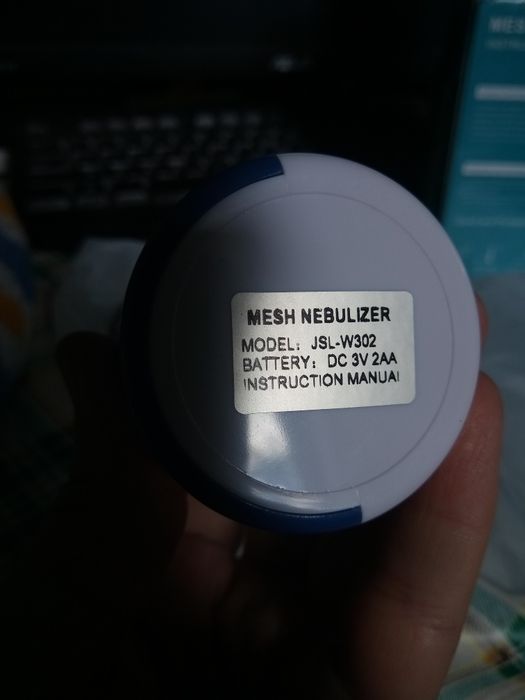 MESH NEBULIZER
MODEL: JSL-W302
BATTERY: DC 3V 2AA
INSTRUCTION MANUAL